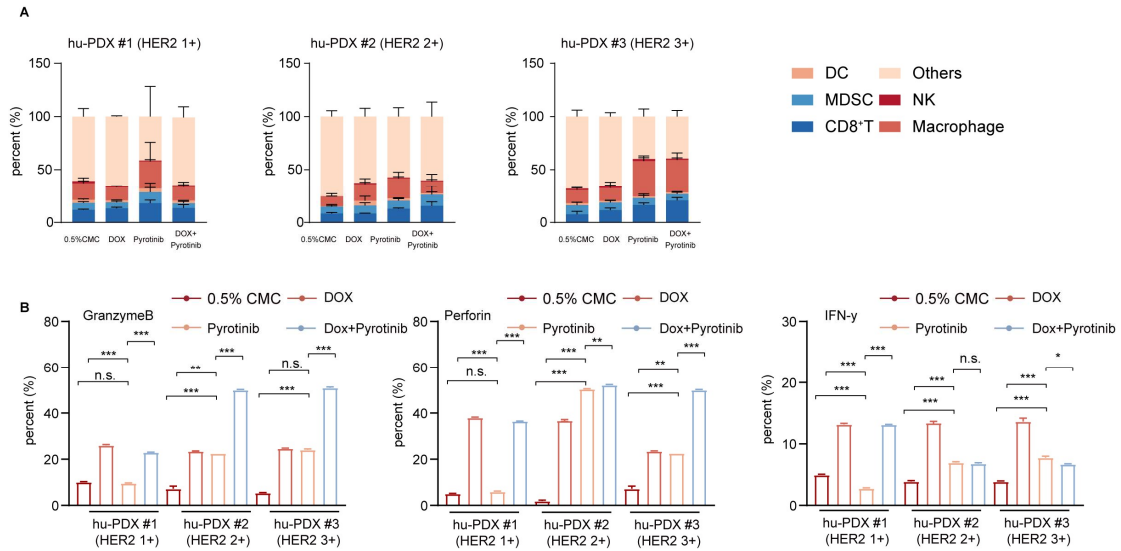 A
hu-PDX #1 (HER2 1+)
hu-PDX #2 (HER2 2+)
hu-PDX #3 (HER2 3+)
150
100
50
0
percent (%)
0.5%CMC
DOX
Pyrotinib
DOX+
Pyrotinib
150
100
50
0
percent (%)
0.5%CMC
DOX
Pyrotinib
DOX+
Pyrotinib
150
100
50
0
percent (%)
0.5%CMC
DOX
Pyrotinib
DOX+
Pyrotinib
DC
Others
MDSC
NK
CD8⁺T
Macrophage
B
0.5% CMC
DOX
Pyrotinib
Dox+Pyrotinib
GranzymeB
80
60
40
20
0
percent (%)
n.s.
***
***
***
**
***
***
n.s.
***
hu-PDX #1
(HER2 1+)
hu-PDX #2
(HER2 2+)
hu-PDX #3
(HER2 3+)
0.5% CMC
DOX
Pyrotinib
Dox+Pyrotinib
Perforin
80
60
40
20
0
percent (%)
n.s.
***
***
***
***
**
***
**
***
hu-PDX #1
(HER2 1+)
hu-PDX #2
(HER2 2+)
hu-PDX #3
(HER2 3+)
0.5% CMC
DOX
Pyrotinib
Dox+Pyrotinib
IFN-y
30
20
10
0
percent (%)
***
***
***
***
***
n.s.
***
***
*
hu-PDX #1
(HER2 1+)
hu-PDX #2
(HER2 2+)
hu-PDX #3
(HER2 3+)